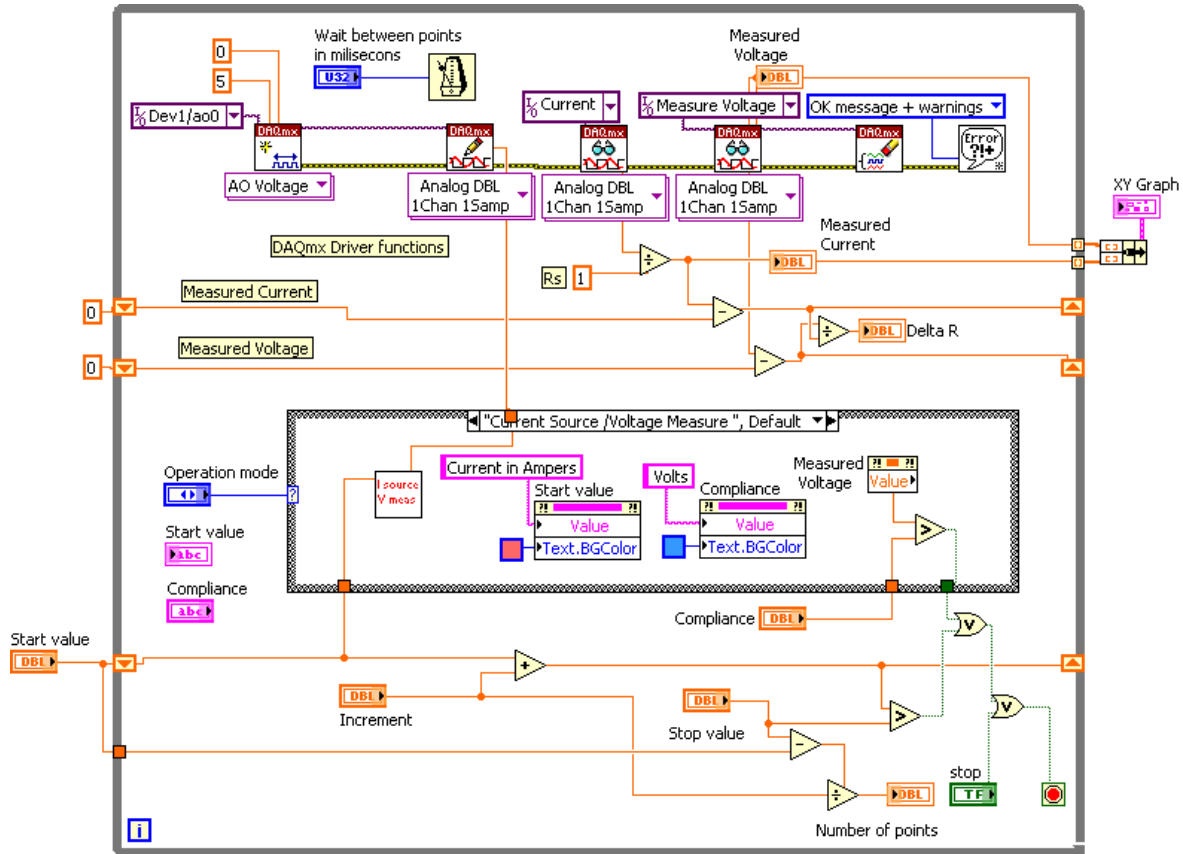 Wait between points
in milisecons
U32
0
5
Measured
Voltage
DBL
Dev1/ao0
Current
Measure Voltage
OK message + warnings
DAQmx
DAQmx
DAQmx
DAQmx
DAQmx
Error
?!+
AO Voltage
Analog DBL
1Chan 1Samp
Analog DBL
1Chan 1Samp
Analog DBL
1Chan 1Samp
XY Graph
DAQmx Driver functions
Measured
Current
DBL
Rs
1
÷
Measured Current
0
-
÷
DBL
Delta R
Measured Voltage
0
-
"Current Source /Voltage Measure ", Default
Operation mode
?
I source
V meas
Current in Ampers
Start value
?!
?!
Value
Text.BGColor
Volts
Compliance
?!
?!
Value
Text.BGColor
Measured
Voltage
?!
?!
Value
>
Start value
abc
Compliance
abc
Compliance
DBL
V
Start value
DBL
+
DBL
Increment
DBL
Stop value
>
V
-
÷
DBL
Number of points
stop
TF
i